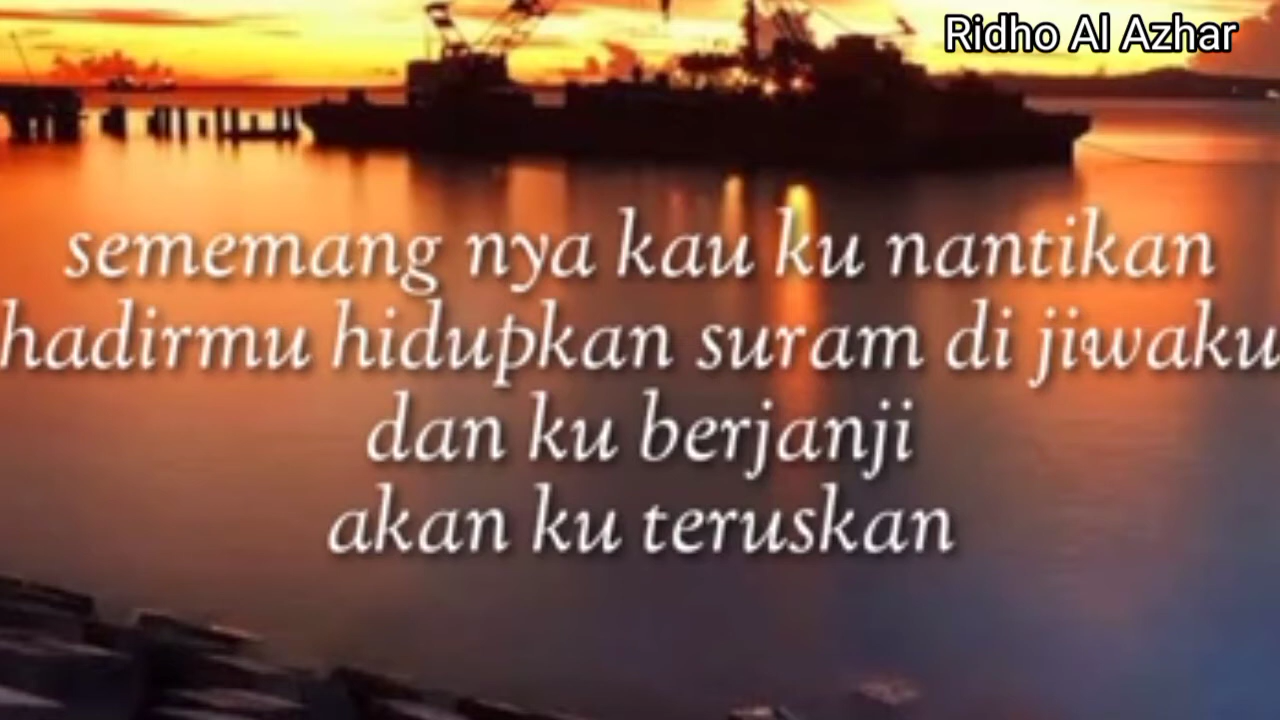 Ridho Al Azhar
sememang nya kau ku nantikan
hadirmu hidupkan suram di jiwaku
dan ku berjanji
akan ku teruskan